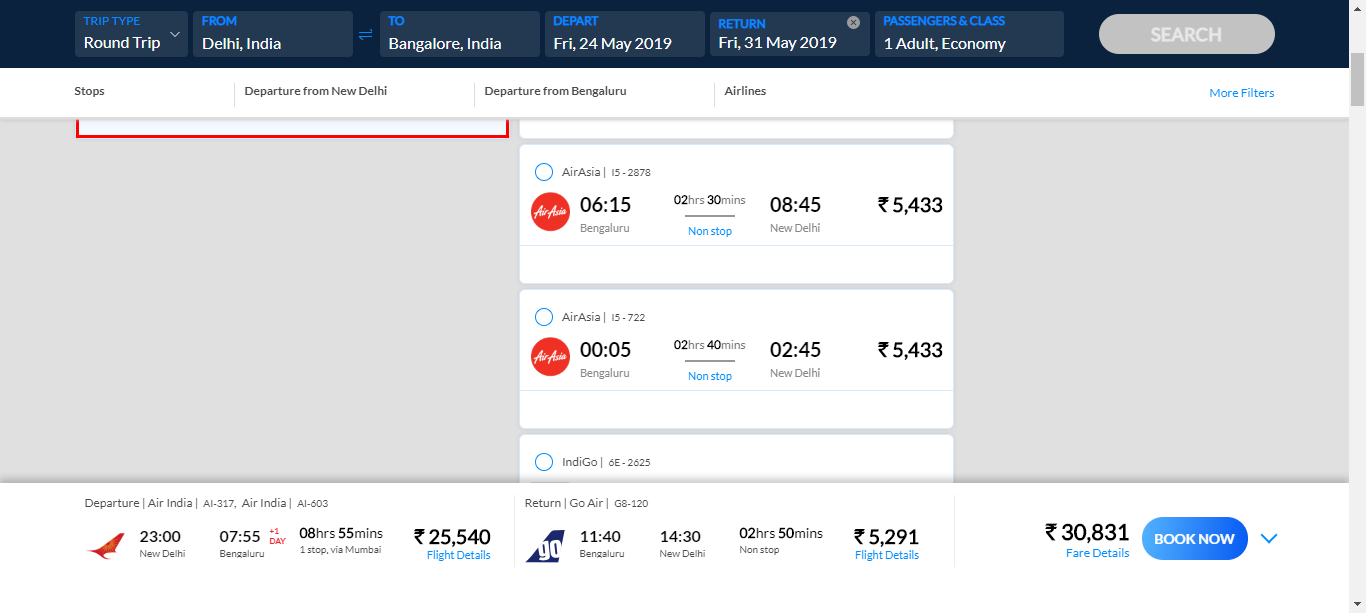 TRIP TYPE
Round Trip
FROM
Delhi, India
TO
Bangalore, India
DEPART
Fri, 24 May 2019
RETURN
Fri, 31 May 2019
PASSENGERS & CLASS
1 Adult, Economy
SEARCH
Stops
Departure from New Delhi
Departure from Bengaluru
Airlines
More Filters
AirAsia | I5 - 2878
AirAsia
06:15
Bengaluru
02hrs 30mins
Non stop
08:45
New Delhi
₹ 5,433
AirAsia | I5 - 722
AirAsia
00:05
Bengaluru
02hrs 40mins
Non stop
02:45
New Delhi
₹ 5,433
IndiGo | 6E - 2625
Departure | Air India | AI-317, Air India | AI-603
23:00
New Delhi
07:55
+1
DAY
Bengaluru
08hrs 55mins
1 stop, via Mumbai
₹ 25,540
Flight Details
Return | Go Air | G8-120
go
11:40
Bengaluru
14:30
New Delhi
02hrs 50mins
Non stop
₹ 5,291
Flight Details
₹ 30,831
Fare Details
BOOK NOW